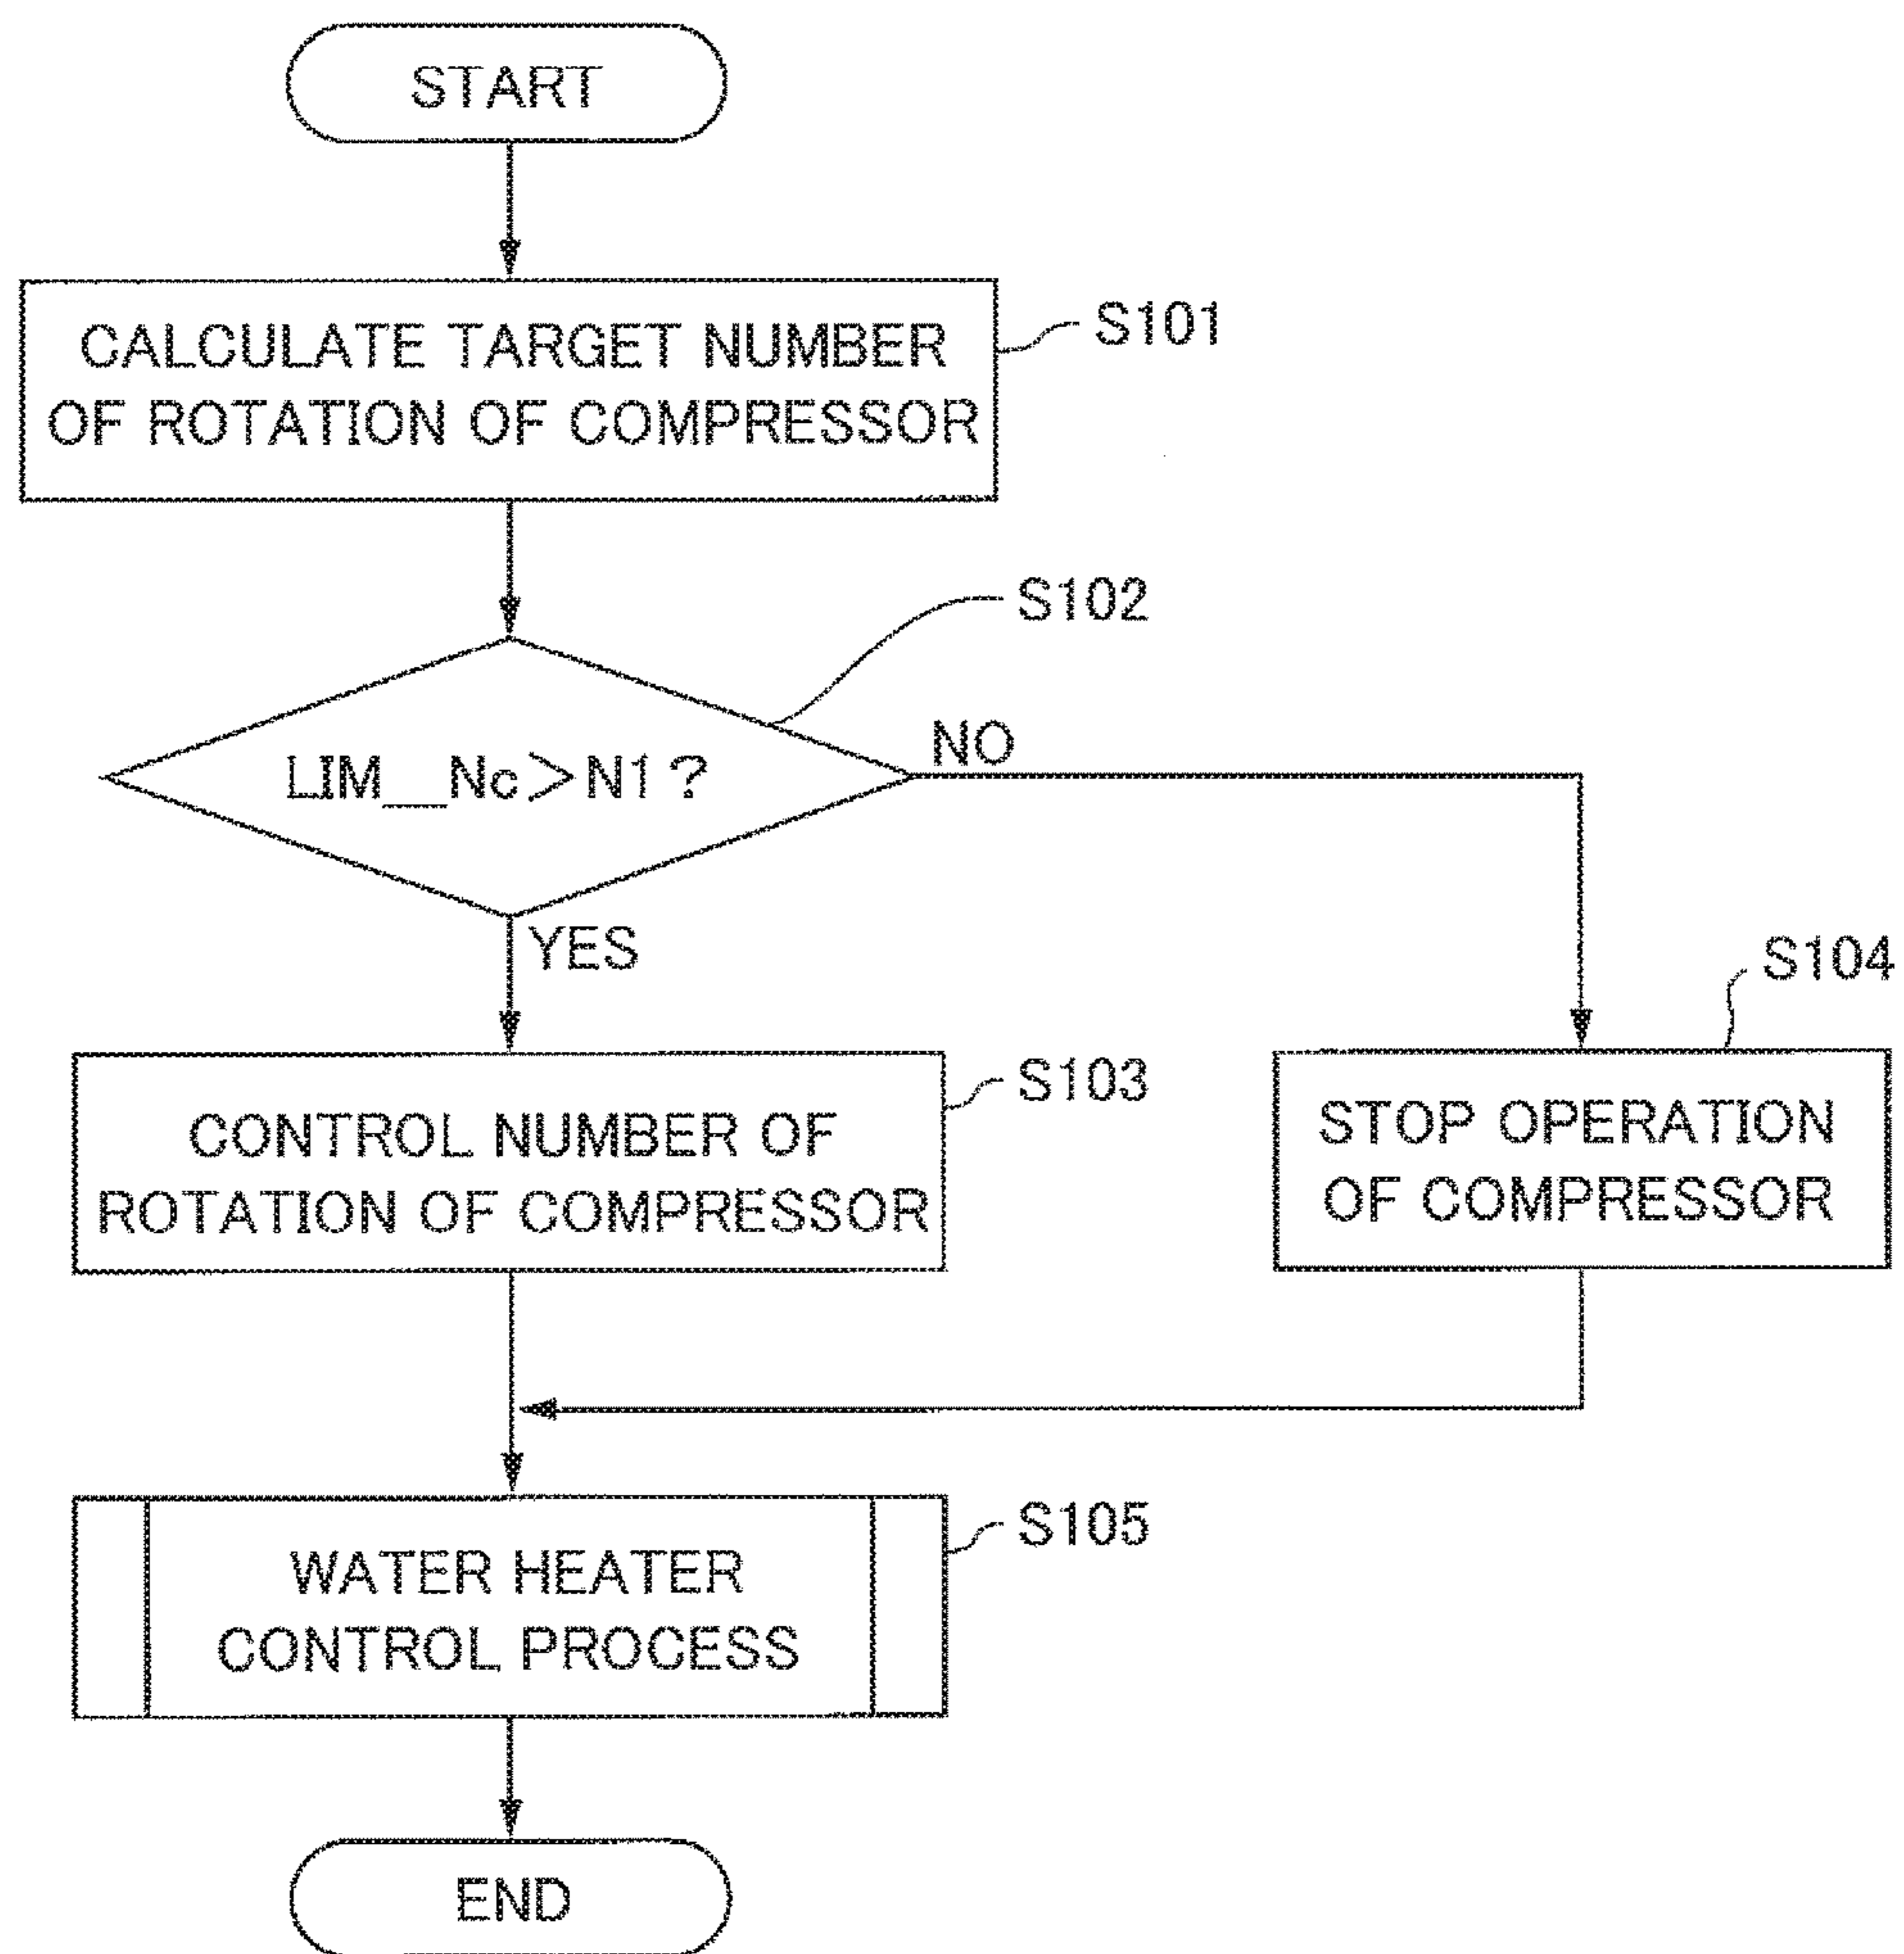 START
CALCULATE TARGET NUMBER
OF ROTATION OF COMPRESSOR
S101
S102
LIM__Nc>N1?
NO
YES
S103
CONTROL NUMBER OF
ROTATION OF COMPRESSOR
S104
STOP OPERATION
OF COMPRESSOR
S105
WATER HEATER
CONTROL PROCESS
END